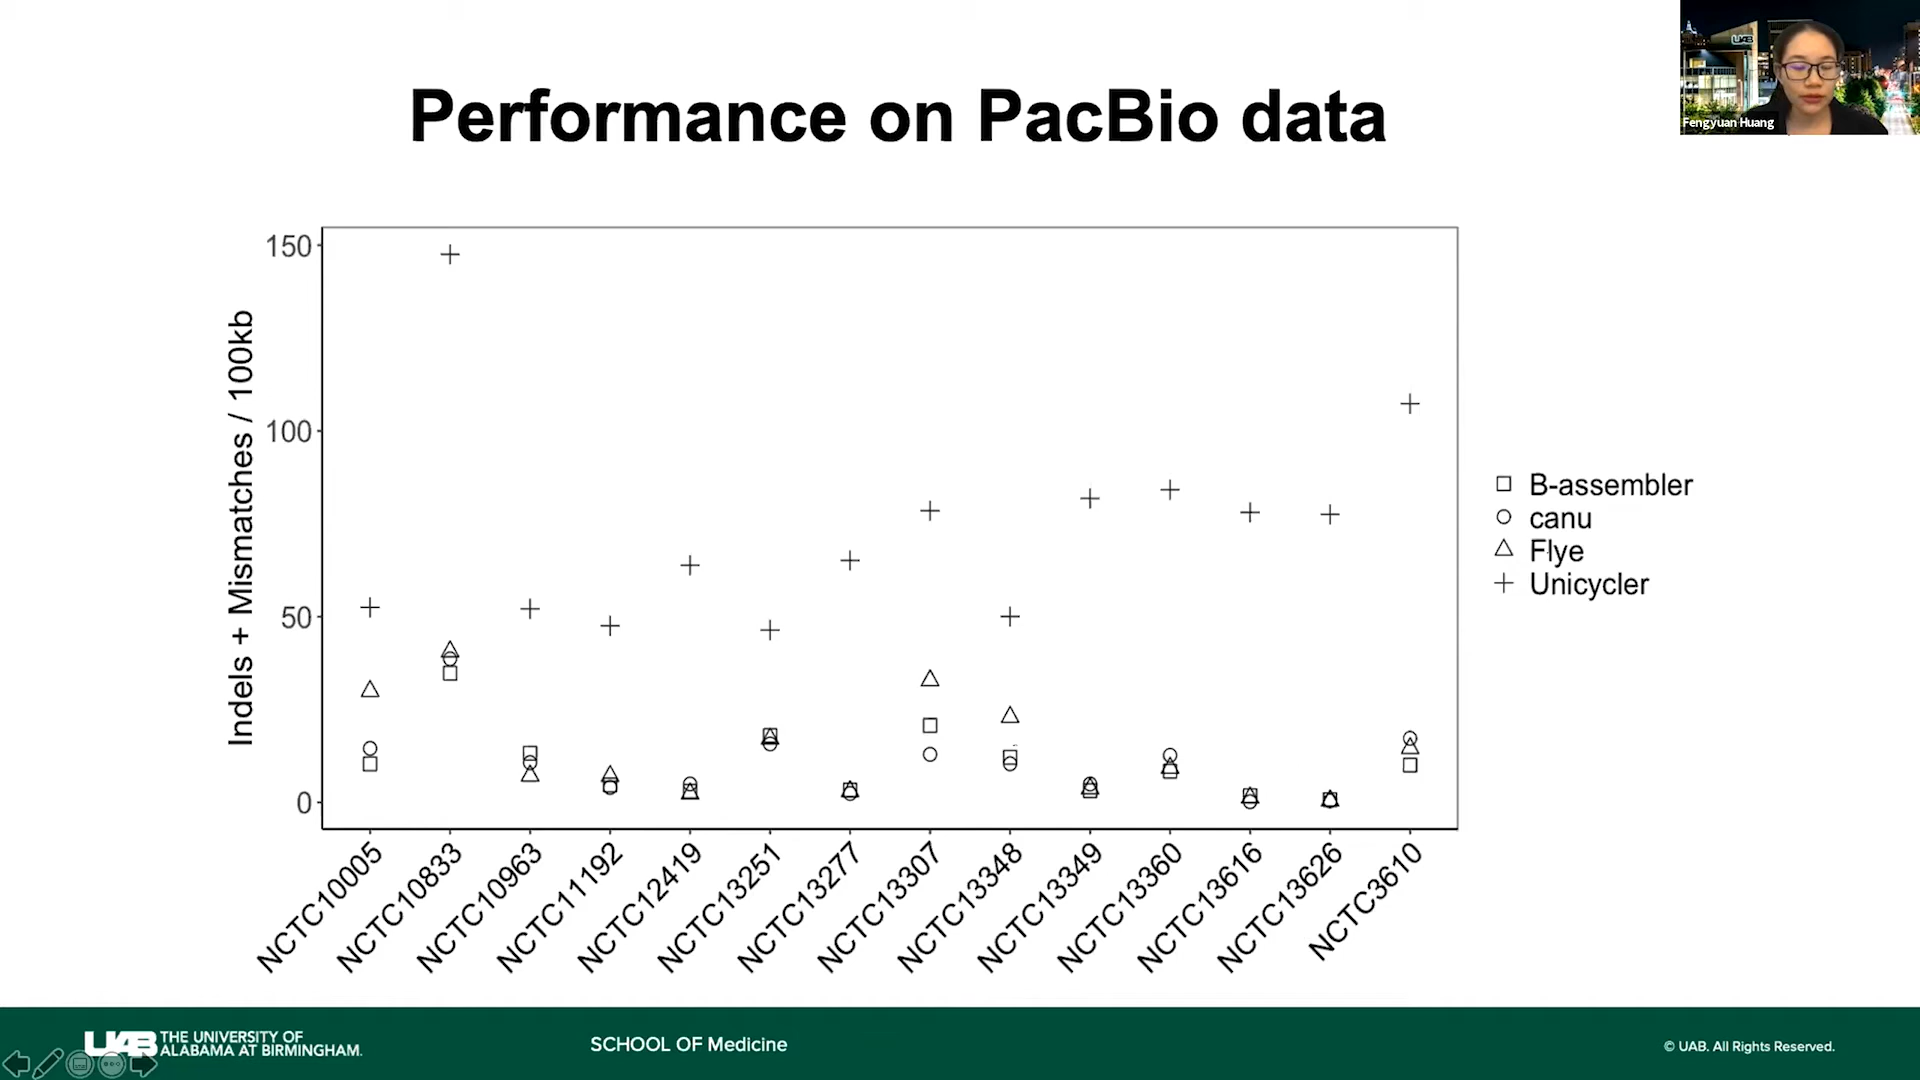 Performance on PacBio data
UAB
Fengyuan Huang
Indels + Mismatches / 100kb
150
100
50
0
NCTC10005
NCTC10833
NCTC10963
NCTC11192
NCTC12419
NCTC13251
NCTC13277
NCTC13307
NCTC13348
NCTC13349
NCTC13360
NCTC13616
NCTC13626
NCTC3610
B-assembler
canu
Flye
Unicycler
UAB THE UNIVERSITY OF
ALABAMA AT BIRMINGHAM.
SCHOOL OF Medicine
© UAB. All Rights Reserved.